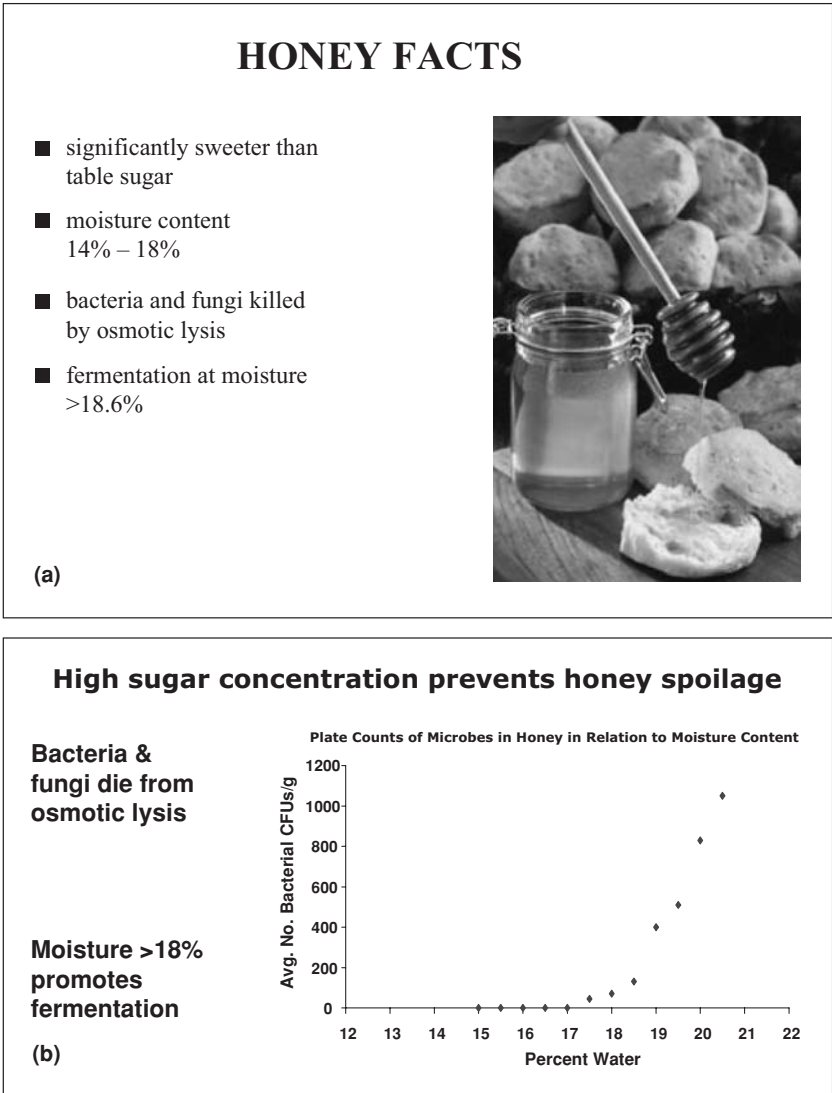 HONEY FACTS
■ significantly sweeter than
table sugar
■ moisture content
14% – 18%
■ bacteria and fungi killed
by osmotic lysis
■ fermentation at moisture
>18.6%
(a)
High sugar concentration prevents honey spoilage
Bacteria &
fungi die from
osmotic lysis
Moisture >18%
promotes
fermentation
(b)
Plate Counts of Microbes in Honey in Relation to Moisture Content
Avg. No. Bacterial CFUs/g
1200
1000
800
600
400
200
0
12 13 14 15 16 17 18 19 20 21 22
Percent Water